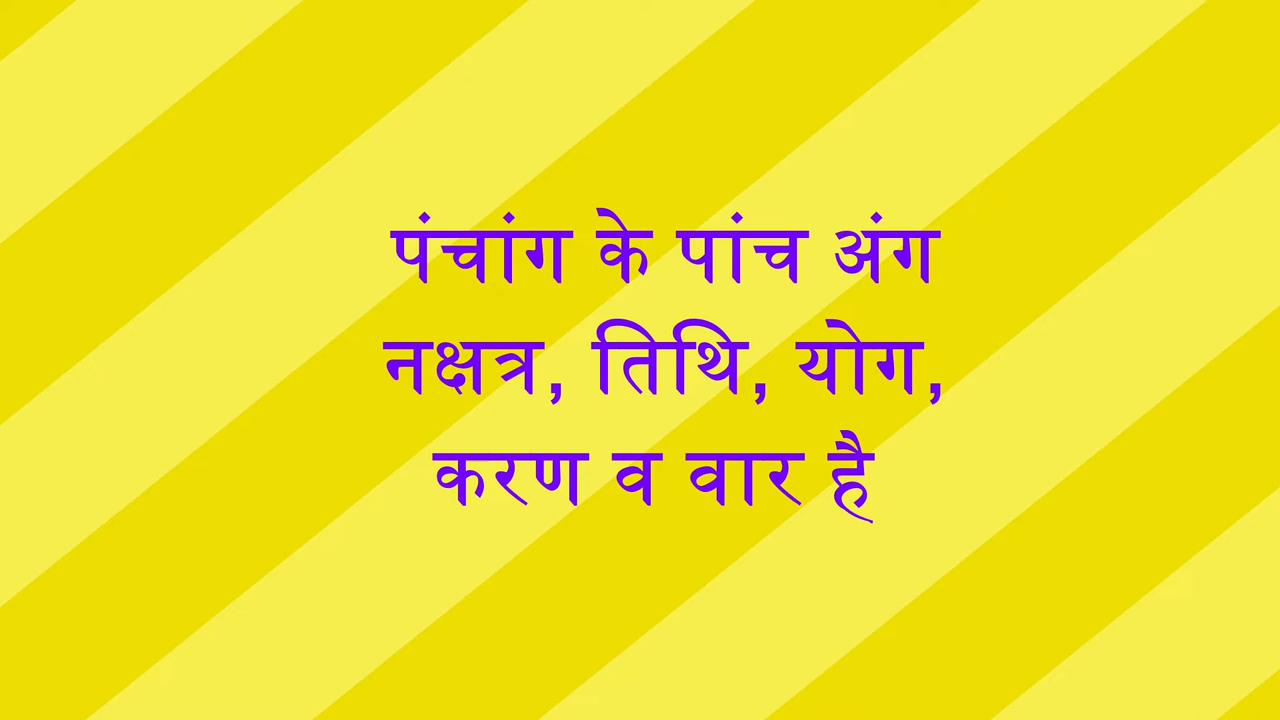 पंचांग के पांच अंग
नक्षत्र, तिथि, योग,
करण व वार है